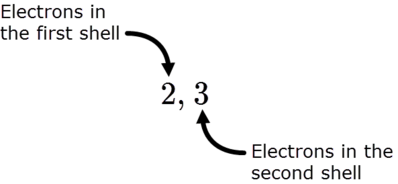 Electrons in
the first shell
2, 3
Electrons in the
second shell